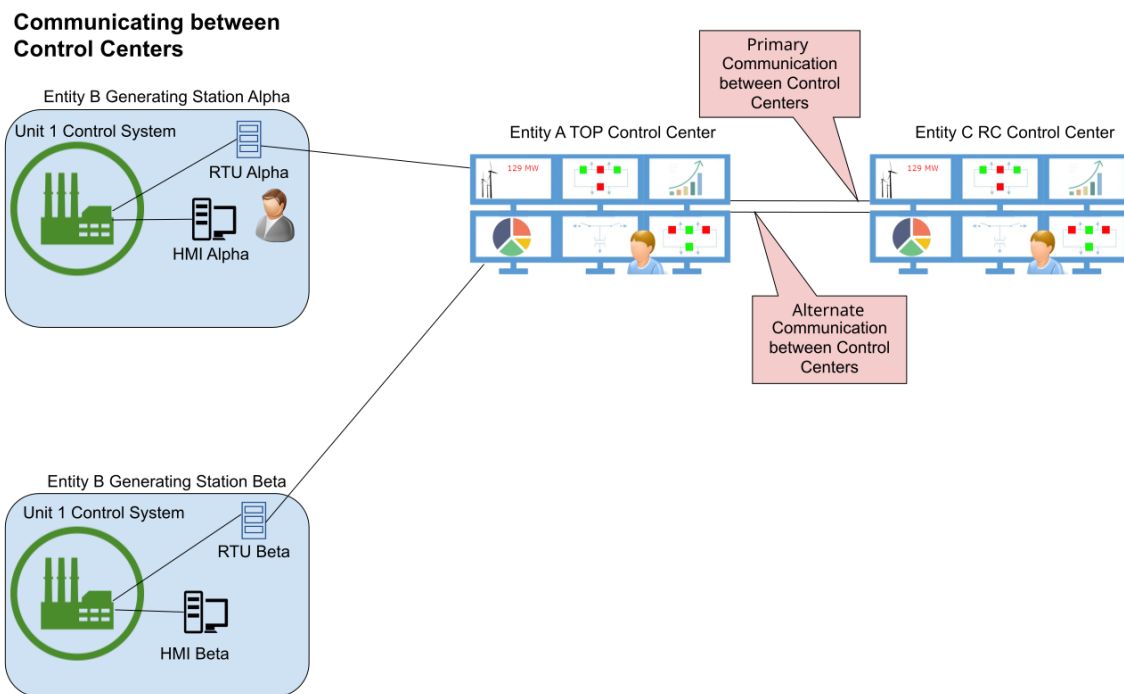 Communicating between
Control Centers
Entity B Generating Station Alpha
Unit 1 Control System
RTU Alpha
HMI Alpha
Primary
Communication
between Control
Centers
Entity A TOP Control Center
129 MW
Entity C RC Control Center
129 MW
Alternate
Communication
between Control
Centers
Entity B Generating Station Beta
Unit 1 Control System
RTU Beta
HMI Beta